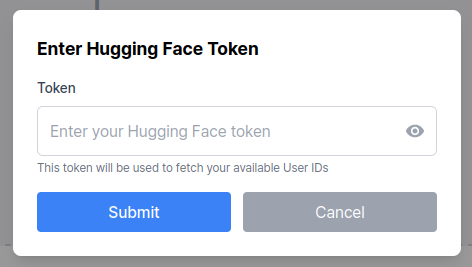 Enter Hugging Face Token
Token
Enter your Hugging Face token
This token will be used to fetch your available User IDs
Submit
Cancel